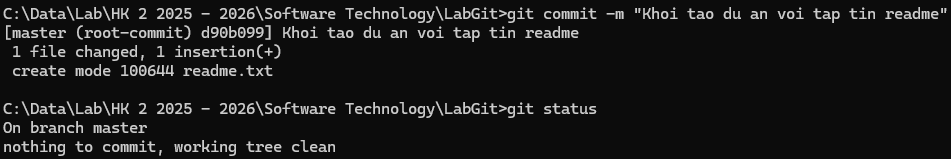 C:\Data\Lab\HK 2 2025 - 2026\Software Technology\LabGit>git commit -m "Khoi tao du an voi tap tin readme"
[master (root-commit) d90b099] Khoi tao du an voi tap tin readme
 1 file changed, 1 insertion(+)
 create mode 100644 readme.txt
C:\Data\Lab\HK 2 2025 - 2026\Software Technology\LabGit>git status
On branch master
nothing to commit, working tree clean